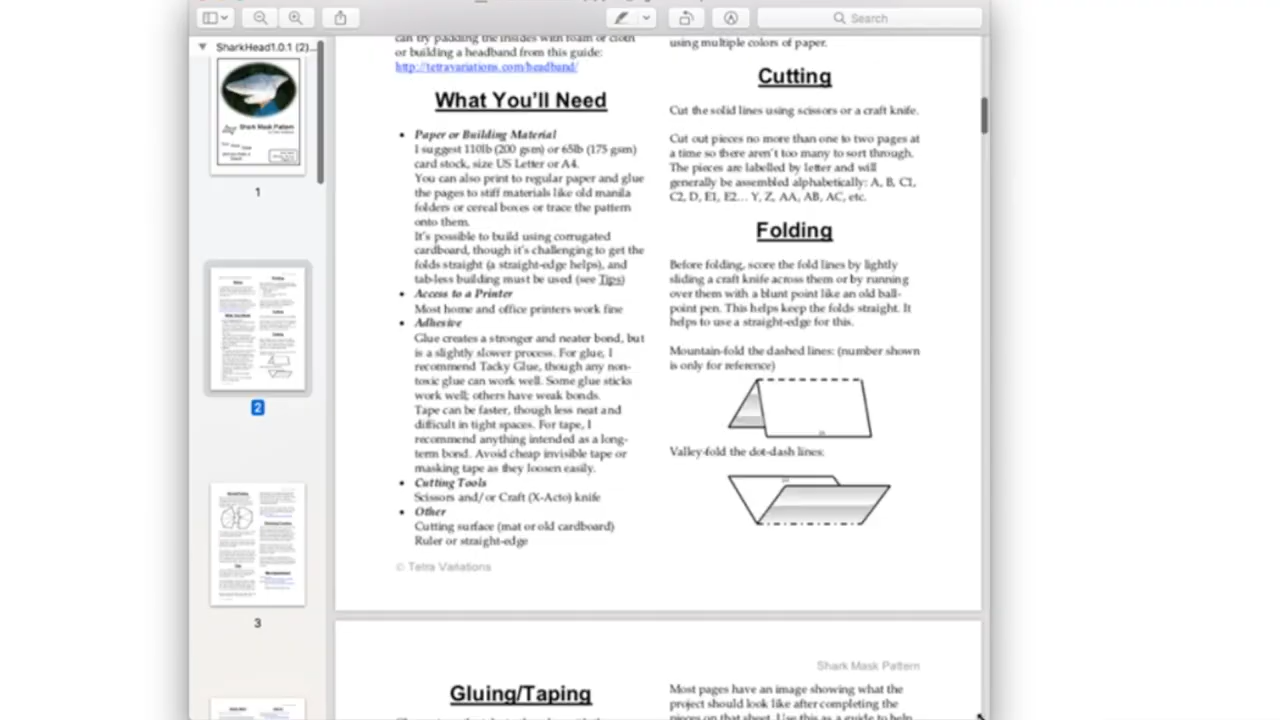 Search
SharkHead1.0.1 (2)...
Shark Mask Pattern
1
2
3
can try padding the insides with foam or cloth
or building a headband from this guide:
http://tetravariations.com/headband/
What You'll Need
• Paper or Building Material
I suggest 110lb (200 gsm) or 65lb (175 gsm)
card stock, size US Letter or A4.
You can also print to regular paper and glue
the pages to stiff materials like old manila
folders or cereal boxes or trace the pattern
onto them.
It's possible to build using corrugated
cardboard, though it's challenging to get the
folds straight (a straight-edge helps), and
tab-less building must be used (see Tips)
• Access to a Printer
Most home and office printers work fine
• Adhesive
Glue creates a stronger and neater bond, but
is a slightly slower process. For glue, I
recommend Tacky Glue, though any non-
toxic glue can work well. Some glue sticks
work well; others have weak bonds.
Tape can be faster, though less neat and
difficult in tight spaces. For tape, I
recommend anything intended as a long-
term bond. Avoid cheap invisible tape or
masking tape as they loosen easily.
• Cutting Tools
Scissors and/or Craft (X-Acto) knife
• Other
Cutting surface (mat or old cardboard)
Ruler or straight-edge
© Tetra Variations
using multiple colors of paper.
Cutting
Cut the solid lines using scissors or a craft knife.
Cut out pieces no more than one to two pages at
a time so there aren't too many to sort through.
The pieces are labelled by letter and will
generally be assembled alphabetically: A, B, C1,
C2, D, E1, E2... Y, Z, AA, AB, AC, etc.
Folding
Before folding, score the fold lines by lightly
sliding a craft knife across them or by running
over them with a blunt point like an old ball-
point pen. This helps keep the folds straight. It
helps to use a straight-edge for this.
Mountain-fold the dashed lines: (number shown
is only for reference)
Valley-fold the dot-dash lines:
Shark Mask Pattern
Gluing/Taping
Most pages have an image showing what the
project should look like after completing the
pieces on that sheet. Use this as a guide to help